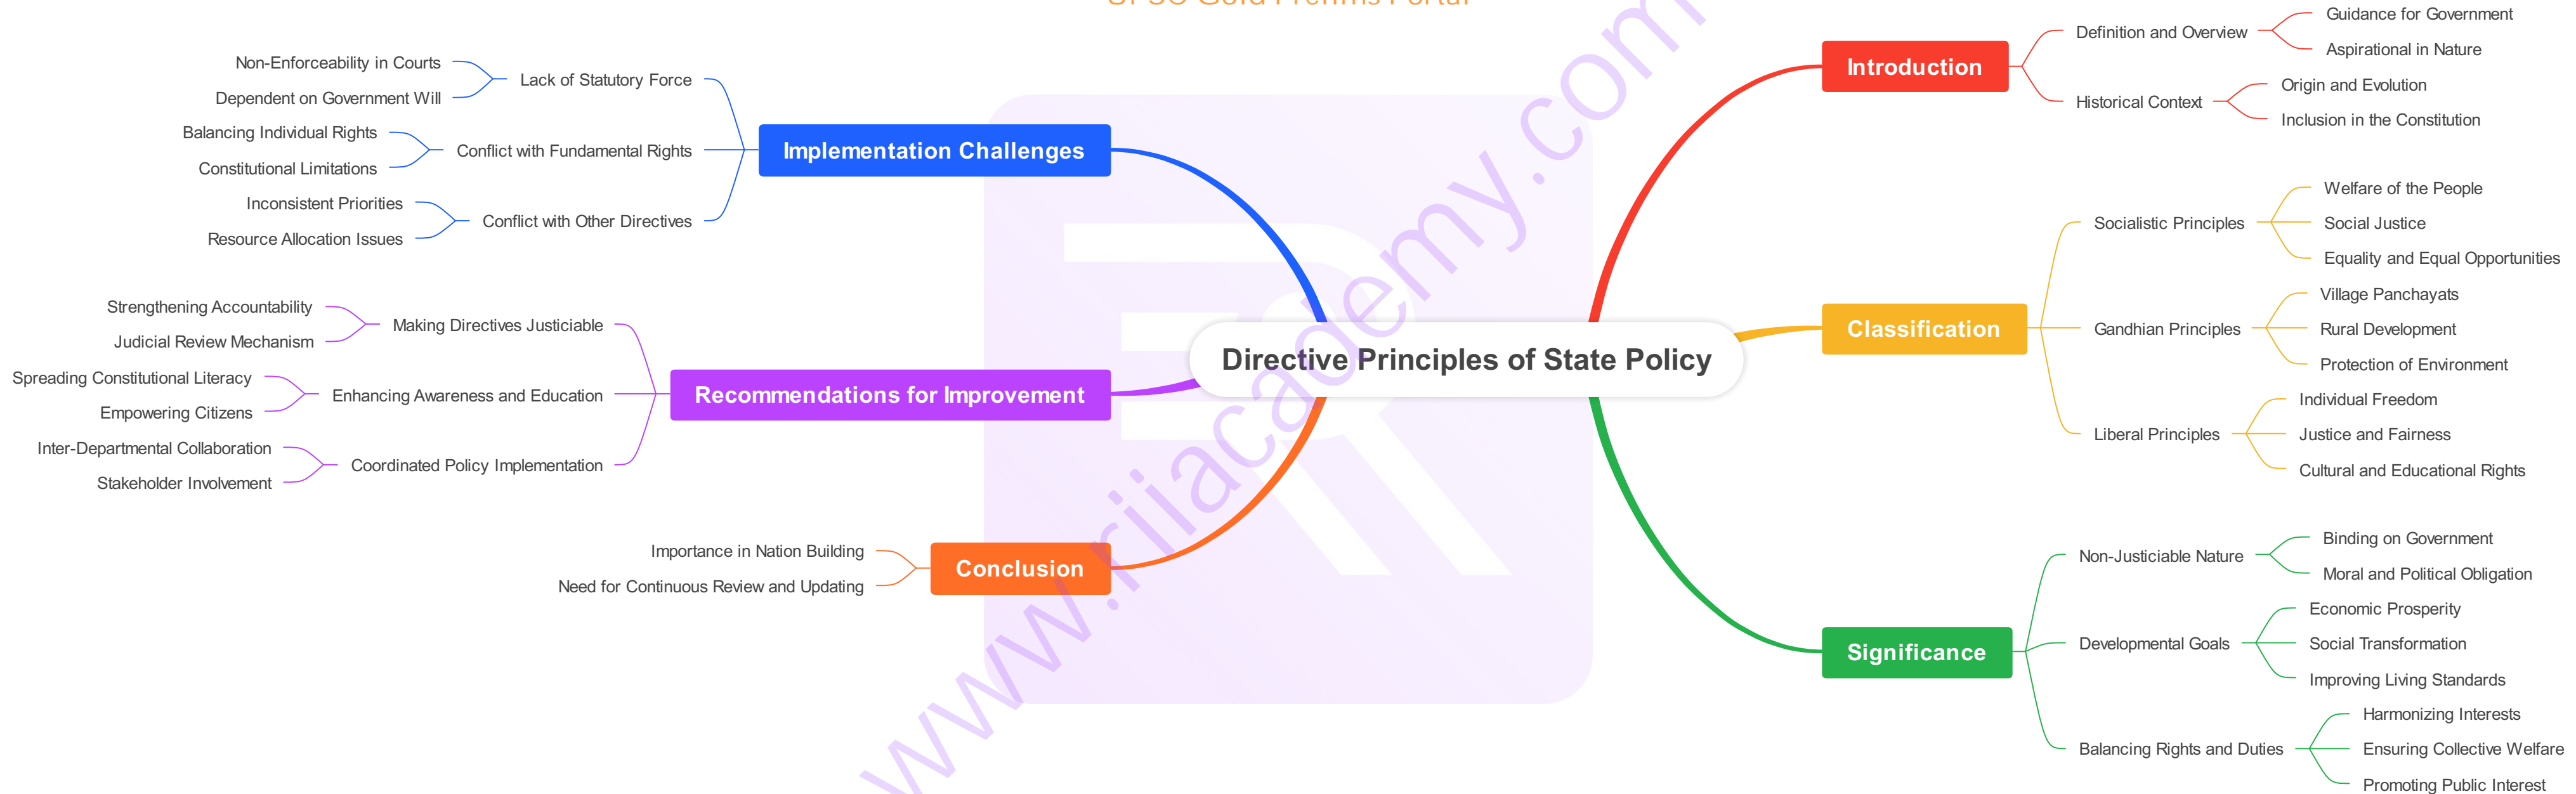 Directive Principles of State Policy
Introduction
Definition and Overview
Guidance for Government
Aspirational in Nature
Historical Context
Origin and Evolution
Inclusion in the Constitution
Classification
Socialistic Principles
Welfare of the People
Social Justice
Equality and Equal Opportunities
Gandhian Principles
Village Panchayats
Rural Development
Protection of Environment
Liberal Principles
Individual Freedom
Justice and Fairness
Cultural and Educational Rights
Significance
Non-Justiciable Nature
Binding on Government
Moral and Political Obligation
Developmental Goals
Economic Prosperity
Social Transformation
Improving Living Standards
Balancing Rights and Duties
Harmonizing Interests
Ensuring Collective Welfare
Promoting Public Interest
Implementation Challenges
Lack of Statutory Force
Non-Enforceability in Courts
Dependent on Government Will
Conflict with Fundamental Rights
Balancing Individual Rights
Constitutional Limitations
Conflict with Other Directives
Inconsistent Priorities
Resource Allocation Issues
Recommendations for Improvement
Making Directives Justiciable
Strengthening Accountability
Judicial Review Mechanism
Enhancing Awareness and Education
Spreading Constitutional Literacy
Empowering Citizens
Coordinated Policy Implementation
Inter-Departmental Collaboration
Stakeholder Involvement
Conclusion
Importance in Nation Building
Need for Continuous Review and Updating